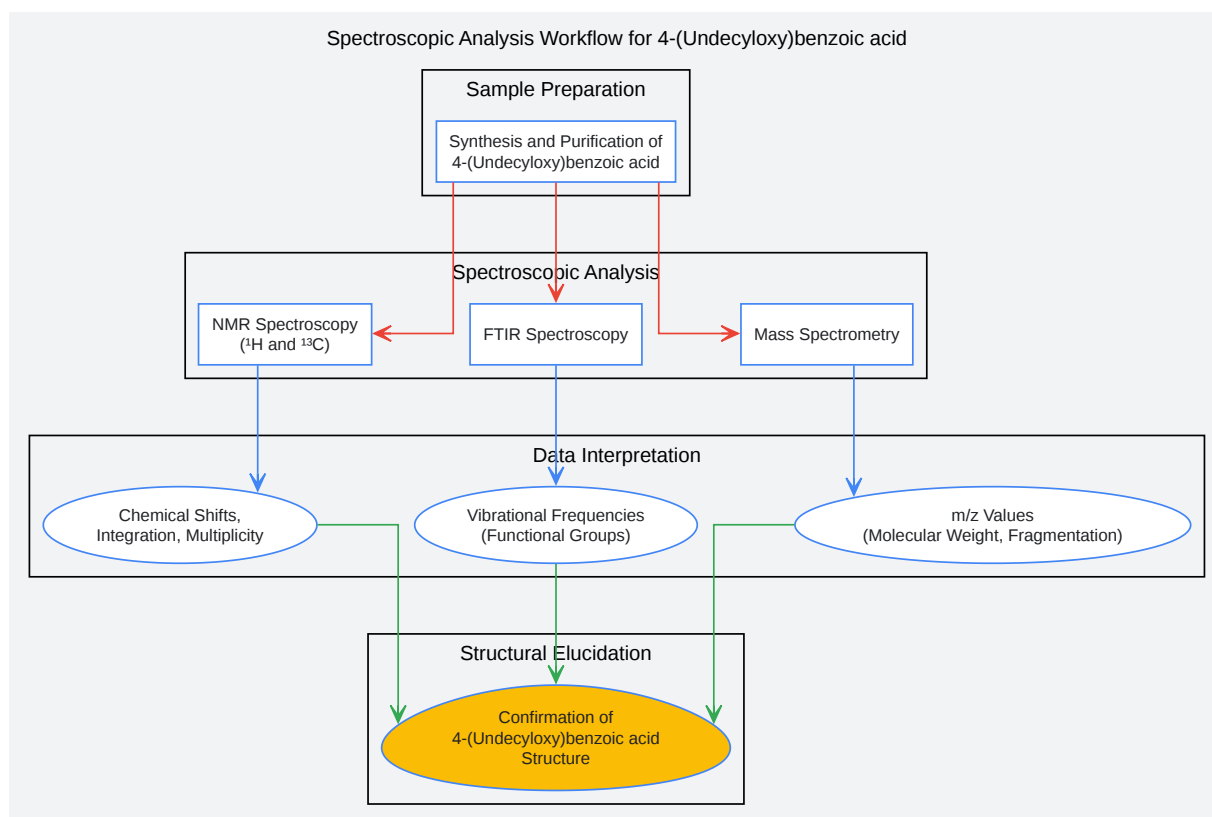 Spectroscopic Analysis Workflow for 4-(Undecyloxy)benzoic acid
Sample Preparation
Synthesis and Purification of
4-(Undecyloxy)benzoic acid
Spectroscopic Analysis
NMR Spectroscopy
(¹H and ¹³C)
FTIR Spectroscopy
Mass Spectrometry
Data Interpretation
Chemical Shifts,
Integration, Multiplicity
Vibrational Frequencies
(Functional Groups)
m/z Values
(Molecular Weight, Fragmentation)
Structural Elucidation
Confirmation of
4-(Undecyloxy)benzoic acid
Structure